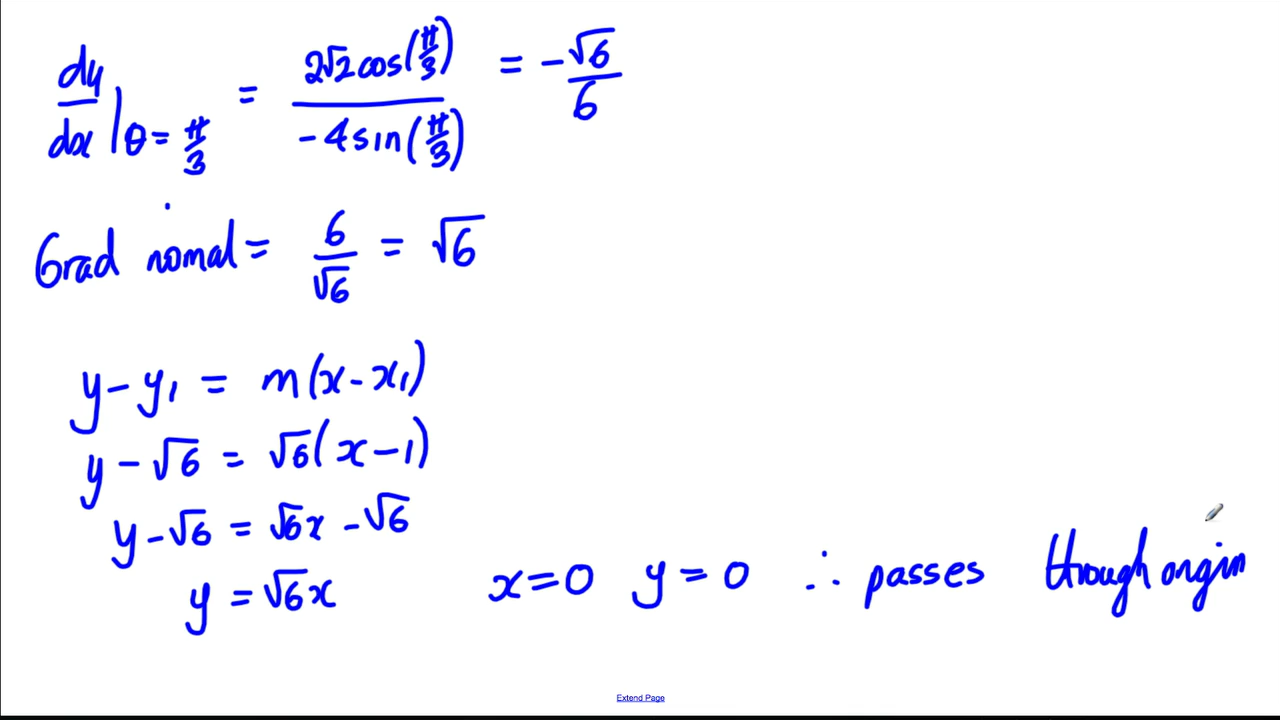 dy/dx |θ = π/3 = 2√2 cos(π/3) / -4 sin(π/3) = -√6/6
Grad nomal = 6/√6 = √6
y - y₁ = m(x - x₁)
y - √6 = √6(x - 1)
y - √6 = √6x - √6
y = √6x x = 0 y = 0 ∴ passes through origin
Extend Page